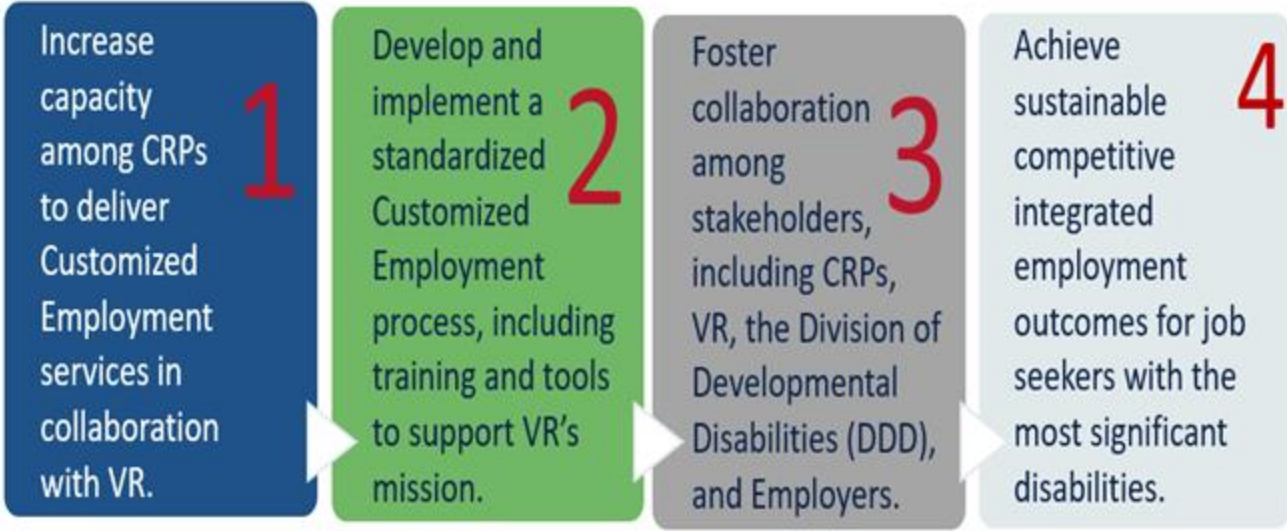 Increase
capacity
among CRPs
to deliver
Customized
Employment
services in
collaboration
with VR.
1
Develop and
implement a
standardized
Customized
Employment
process, including
training and tools
to support VR's
mission.
2
Foster
collaboration
among
stakeholders,
including CRPs,
VR, the Division of
Developmental
Disabilities (DDD),
and Employers.
3
Achieve
sustainable
competitive
integrated
employment
outcomes for job
seekers with the
most significant
disabilities.
4